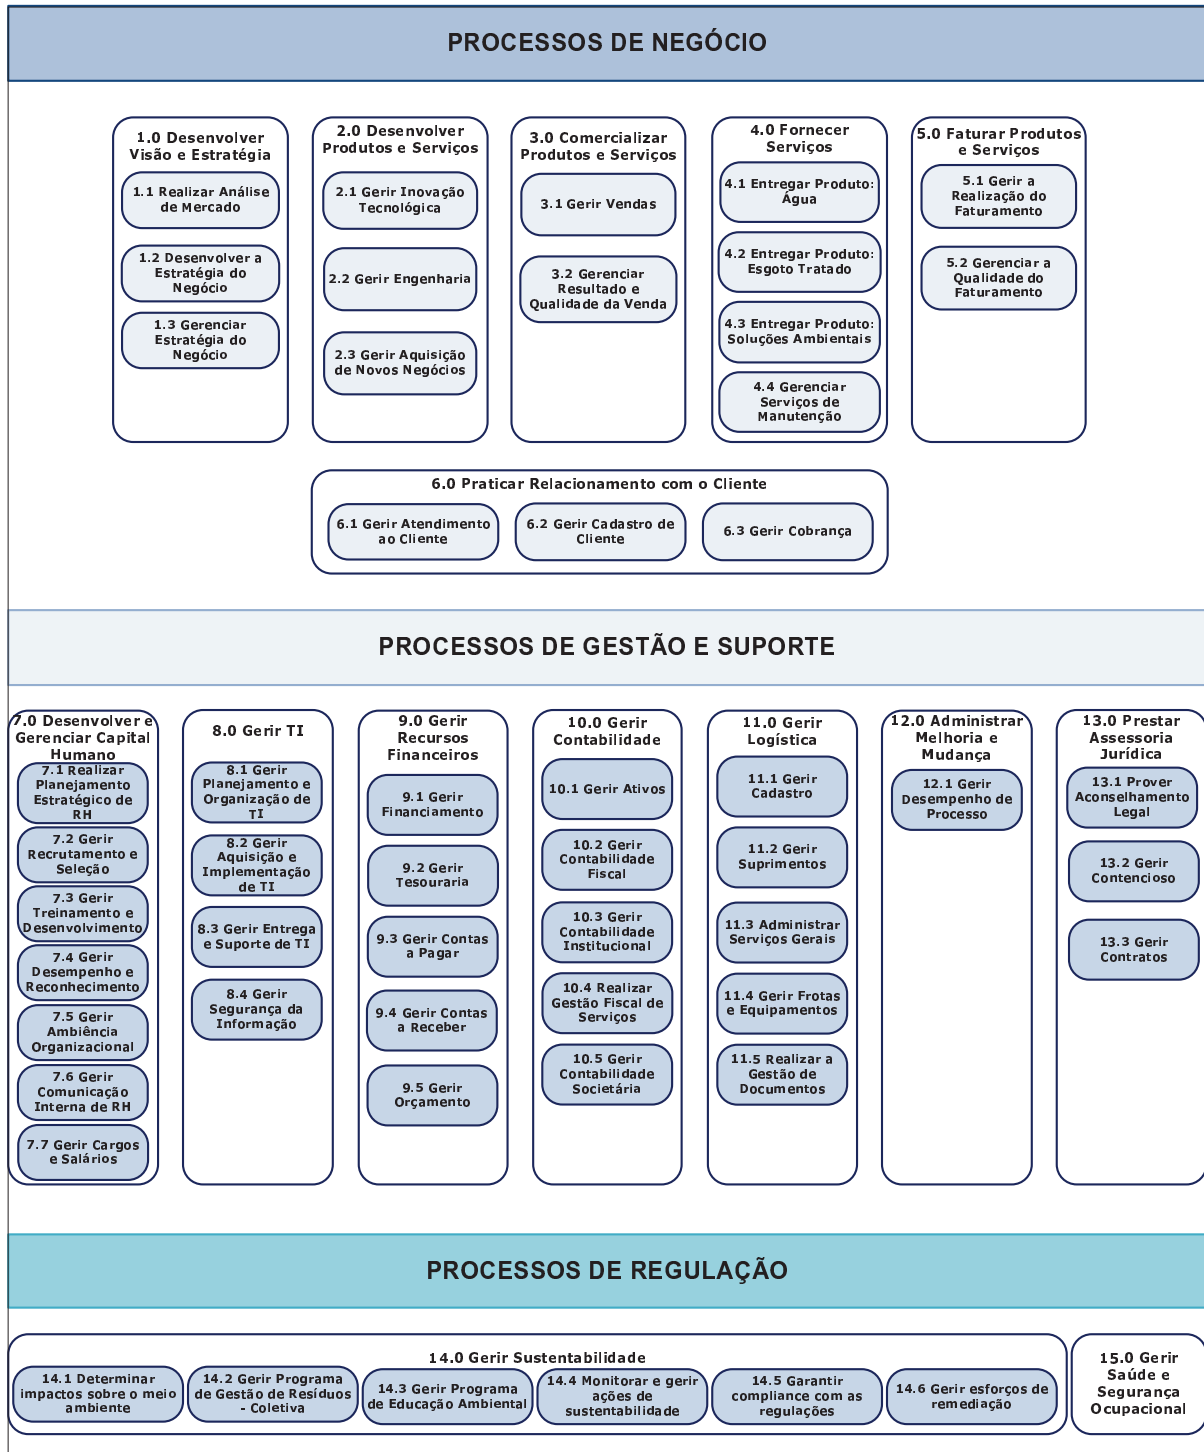 PROCESSOS DE NEGÓCIO
1.0 Desenvolver
Visão e Estratégia
1.1 Realizar Análise
de Mercado
1.2 Desenvolver a
Estratégia do
Negócio
1.3 Gerenciar
Estratégia do
Negócio
2.0 Desenvolver
Produtos e Serviços
2.1 Gerir Inovação
Tecnológica
2.2 Gerir Engenharia
2.3 Gerir Aquisição
de Novos Negócios
3.0 Comercializar
Produtos e Serviços
3.1 Gerir Vendas
3.2 Gerenciar
Resultado e
Qualidade da Venda
4.0 Fornecer
Serviços
4.1 Entregar Produto:
Água
4.2 Entregar Produto:
Esgoto Tratado
4.3 Entregar Produto:
Soluções Ambientais
4.4 Gerenciar
Serviços de
Manutenção
5.0 Faturar Produtos
e Serviços
5.1 Gerir a
Realização do
Faturamento
5.2 Gerenciar a
Qualidade do
Faturamento
6.0 Praticar Relacionamento com o Cliente
6.1 Gerir Atendimento
ao Cliente
6.2 Gerir Cadastro de
Cliente
6.3 Gerir Cobrança
PROCESSOS DE GESTÃO E SUPORTE
7.0 Desenvolver e
Gerenciar Capital
Humano
7.1 Realizar
Planejamento
Estratégico de
RH
7.2 Gerir
Recrutamento e
Seleção
7.3 Gerir
Treinamento e
Desenvolvimento
7.4 Gerir
Desempenho e
Reconhecimento
7.5 Gerir
Ambiência
Organizacional
7.6 Gerir
Comunicação
Interna de RH
7.7 Gerir Cargos
e Salários
8.0 Gerir TI
8.1 Gerir
Planejamento e
Organização de
TI
8.2 Gerir
Aquisição e
Implementação
de TI
8.3 Gerir Entrega
e Suporte de TI
8.4 Gerir
Segurança da
Informação
9.0 Gerir
Recursos
Financeiros
9.1 Gerir
Financiamento
9.2 Gerir
Tesouraria
9.3 Gerir Contas
a Pagar
9.4 Gerir Contas
a Receber
9.5 Gerir
Orçamento
10.0 Gerir
Contabilidade
10.1 Gerir Ativos
10.2 Gerir
Contabilidade
Fiscal
10.3 Gerir
Contabilidade
Institucional
10.4 Realizar
Gestão Fiscal de
Serviços
10.5 Gerir
Contabilidade
Societária
11.0 Gerir
Logística
11.1 Gerir
Cadastro
11.2 Gerir
Suprimentos
11.3 Administrar
Serviços Gerais
11.4 Gerir Frotas
e Equipamentos
11.5 Realizar a
Gestão de
Documentos
12.0 Administrar
Melhoria e
Mudança
12.1 Gerir
Desempenho de
Processo
13.0 Prestar
Assessoria
Jurídica
13.1 Prover
Aconselhamento
Legal
13.2 Gerir
Contencioso
13.3 Gerir
Contratos
PROCESSOS DE REGULAÇÃO
14.0 Gerir Sustentabilidade
14.1 Determinar
impactos sobre o meio
ambiente
14.2 Gerir Programa
de Gestão de Resíduos
- Coletiva
14.3 Gerir Programa
de Educação Ambiental
14.4 Monitorar e gerir
ações de
sustentabilidade
14.5 Garantir
compliance com as
regulações
14.6 Gerir esforços de
remediação
15.0 Gerir
Saúde e
Segurança
Ocupacional